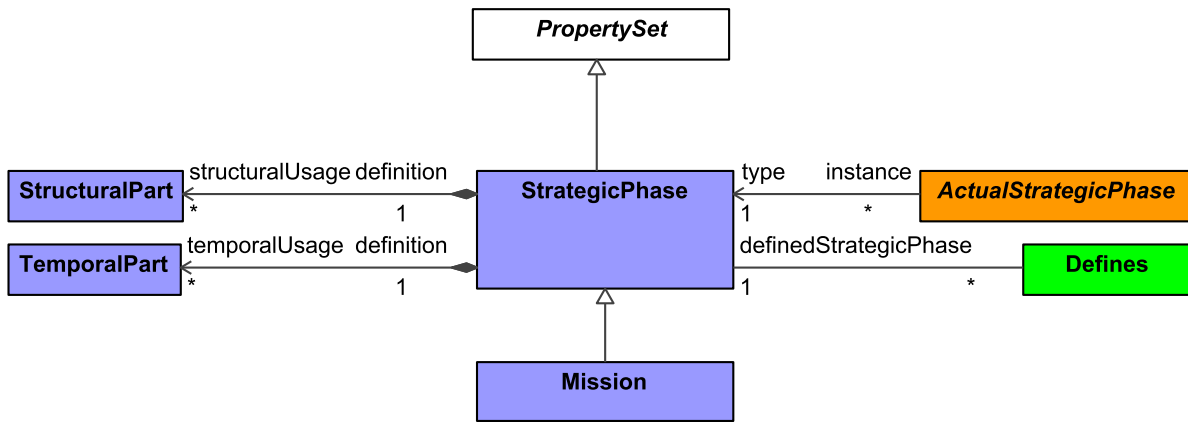 PropertySet
structuralUsage definition
type instance
StructuralPart
StrategicPhase
ActualStrategicPhase
* 1
1 *
temporalUsage definition
definedStrategicPhase
TemporalPart
Defines
* 1
1 *
Mission